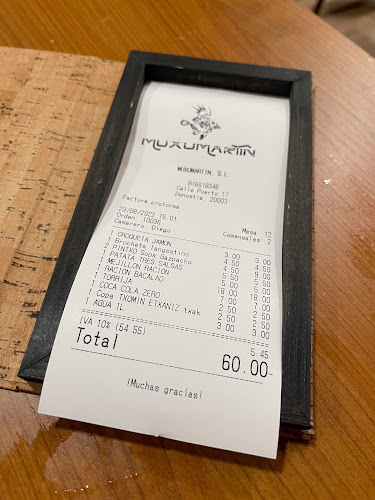 MUXUMARTIN
MUXUMARTIN, S.L.
B16818346
Calle Puerto 17
Donostia, 20003
Factura proforma
23/08/2022 15:01 Mesa 12
Orden 10036 Comensales 2
Camarero Diego
1 CROQUETA JAMON 3.00 3.00
1 Brocheta langostino 4.50 4.50
2 PINTXO Sopa Gazpacho 4.50 9.00
1 PATATA TRES SALSAS 5.50 5.50
1 MEJILLON RACION 5.00 5.00
1 RACION BACALAO 18.00 18.00
1 TORRIJA 7.00 7.00
1 COCA COLA ZERO 2.50 2.50
1 Copa TXOMIN ETXANIZ txak 2.50 2.50
1 AGUA 1L 3.00 3.00
IVA 10% (54.55) 5.45
Total 60.00
¡Muchas gracias!